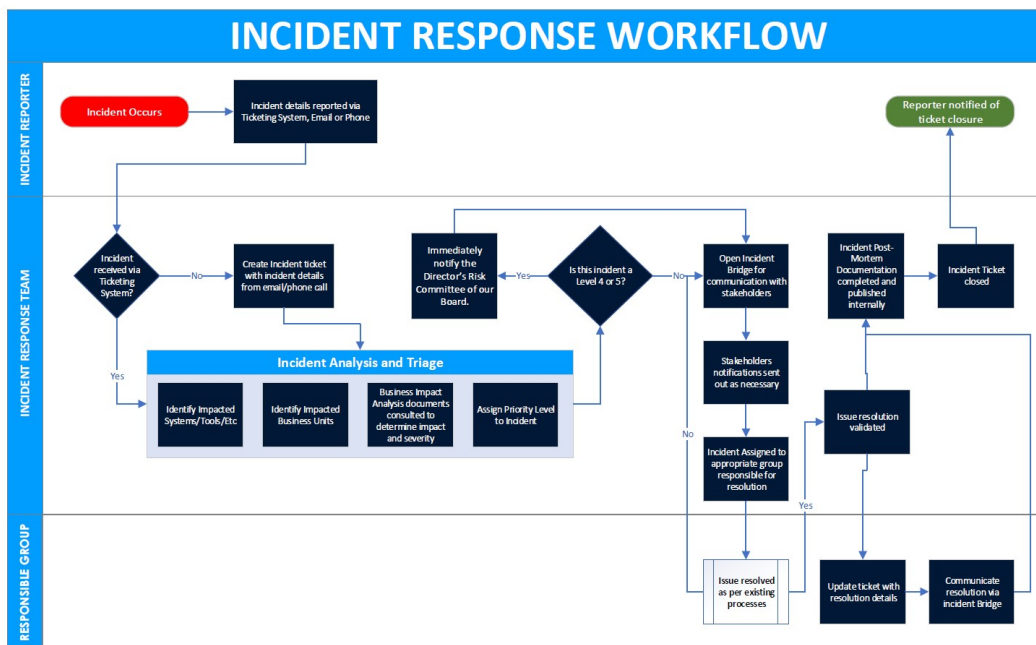 INCIDENT RESPONSE WORKFLOW
INCIDENT REPORTER
Incident Occurs
Incident details reported via
Ticketing System, Email or Phone
Reporter notified of
ticket closure
INCIDENT RESPONSE TEAM
Incident
received via
Ticketing
System?
No
Create Incident ticket
with incident details
from email/phone call
Yes
Immediately
notify the
Director's Risk
Committee of our
Board.
Yes
Is this incident a
Level 4 or 5?
No
Open Incident
Bridge for
communication with
stakeholders
Incident Post-
Mortem
Documentation
completed and
published
internally
Incident Ticket
closed
Incident Analysis and Triage
Identify Impacted
Systems/Tools/Etc
Identify Impacted
Business Units
Business Impact
Analysis documents
consulted to
determine impact
and severity
Assign Priority Level
to Incident
Stakeholders
notifications sent
out as necessary
Issue resolution
validated
No
Incident Assigned to
appropriate group
responsible for
resolution
Yes
RESPONSIBLE GROUP
Issue resolved
as per existing
processes
Update ticket with
resolution details
Communicate
resolution via
incident Bridge